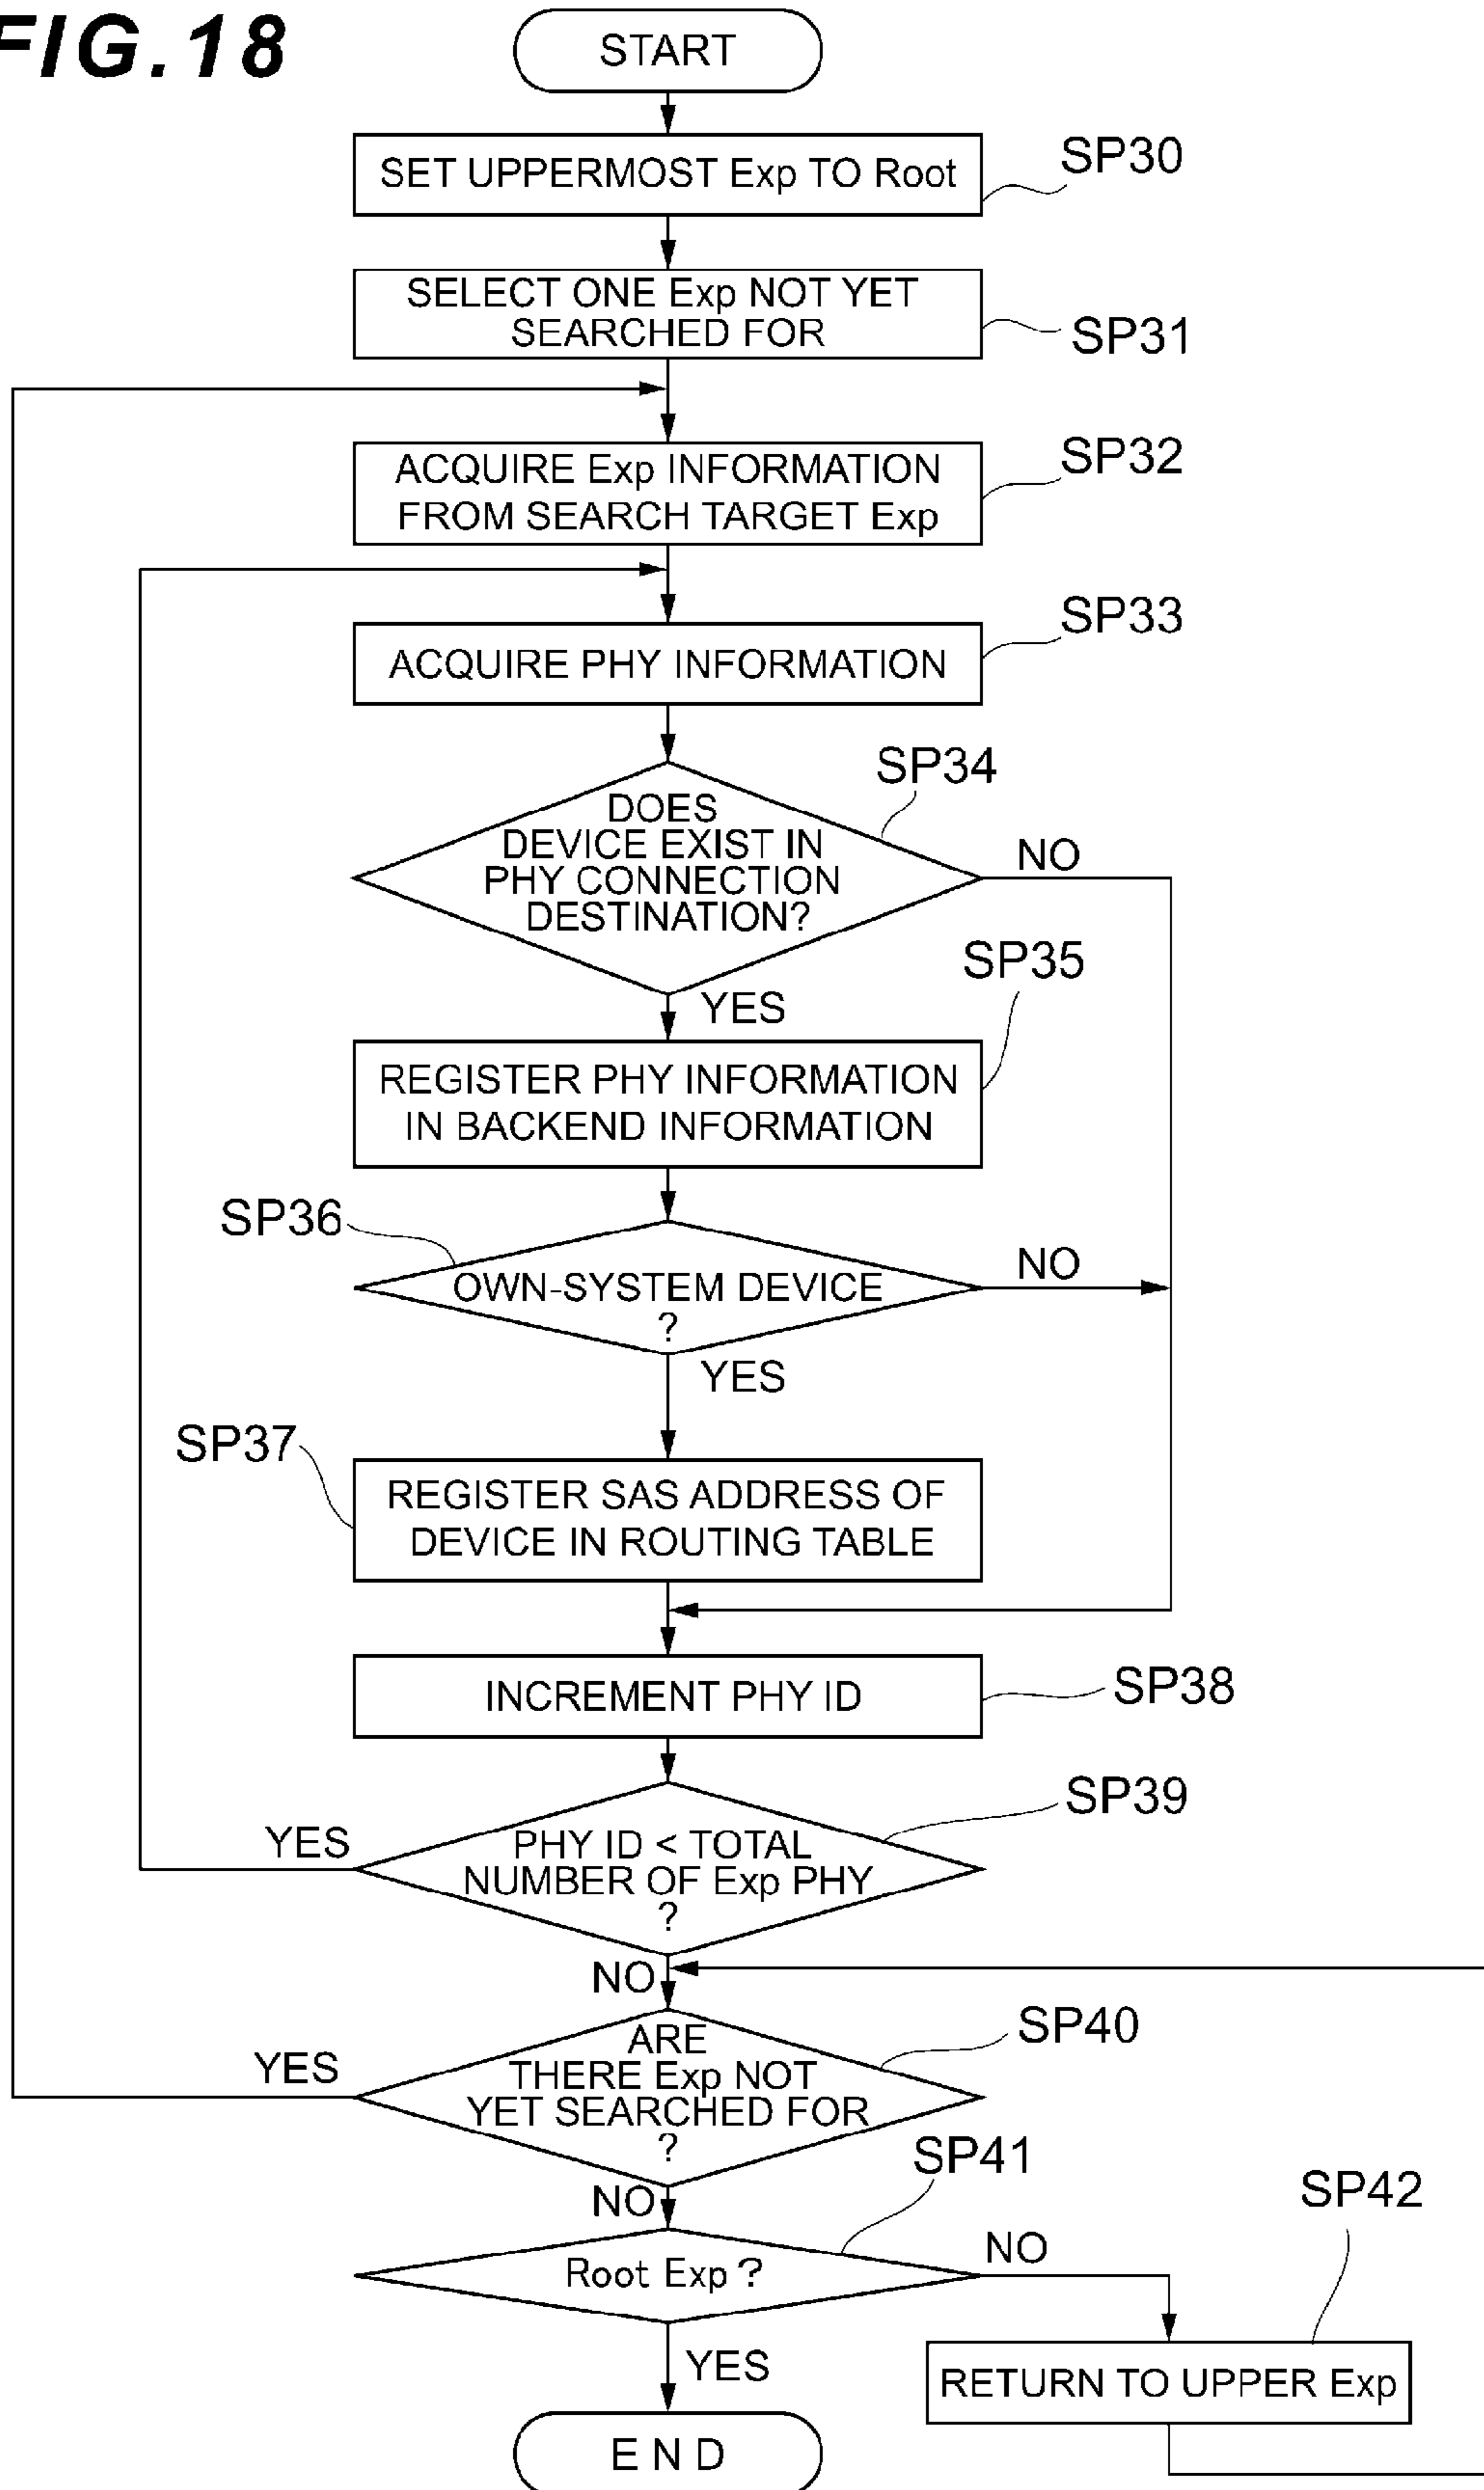 FIG.18
START
SET UPPERMOST Exp TO Root
SP30
SELECT ONE Exp NOT YET
SEARCHED FOR
SP31
ACQUIRE Exp INFORMATION
FROM SEARCH TARGET Exp
SP32
ACQUIRE PHY INFORMATION
SP33
SP34
DOES
DEVICE EXIST IN
PHY CONNECTION
DESTINATION?
NO
YES
SP35
REGISTER PHY INFORMATION
IN BACKEND INFORMATION
SP36
OWN-SYSTEM DEVICE
?
NO
YES
SP37
REGISTER SAS ADDRESS OF
DEVICE IN ROUTING TABLE
INCREMENT PHY ID
SP38
SP39
PHY ID < TOTAL
NUMBER OF Exp PHY
?
YES
NO
SP40
ARE
THERE Exp NOT
YET SEARCHED FOR
?
YES
NO
SP41
Root Exp ?
NO
YES
SP42
RETURN TO UPPER Exp
E N D